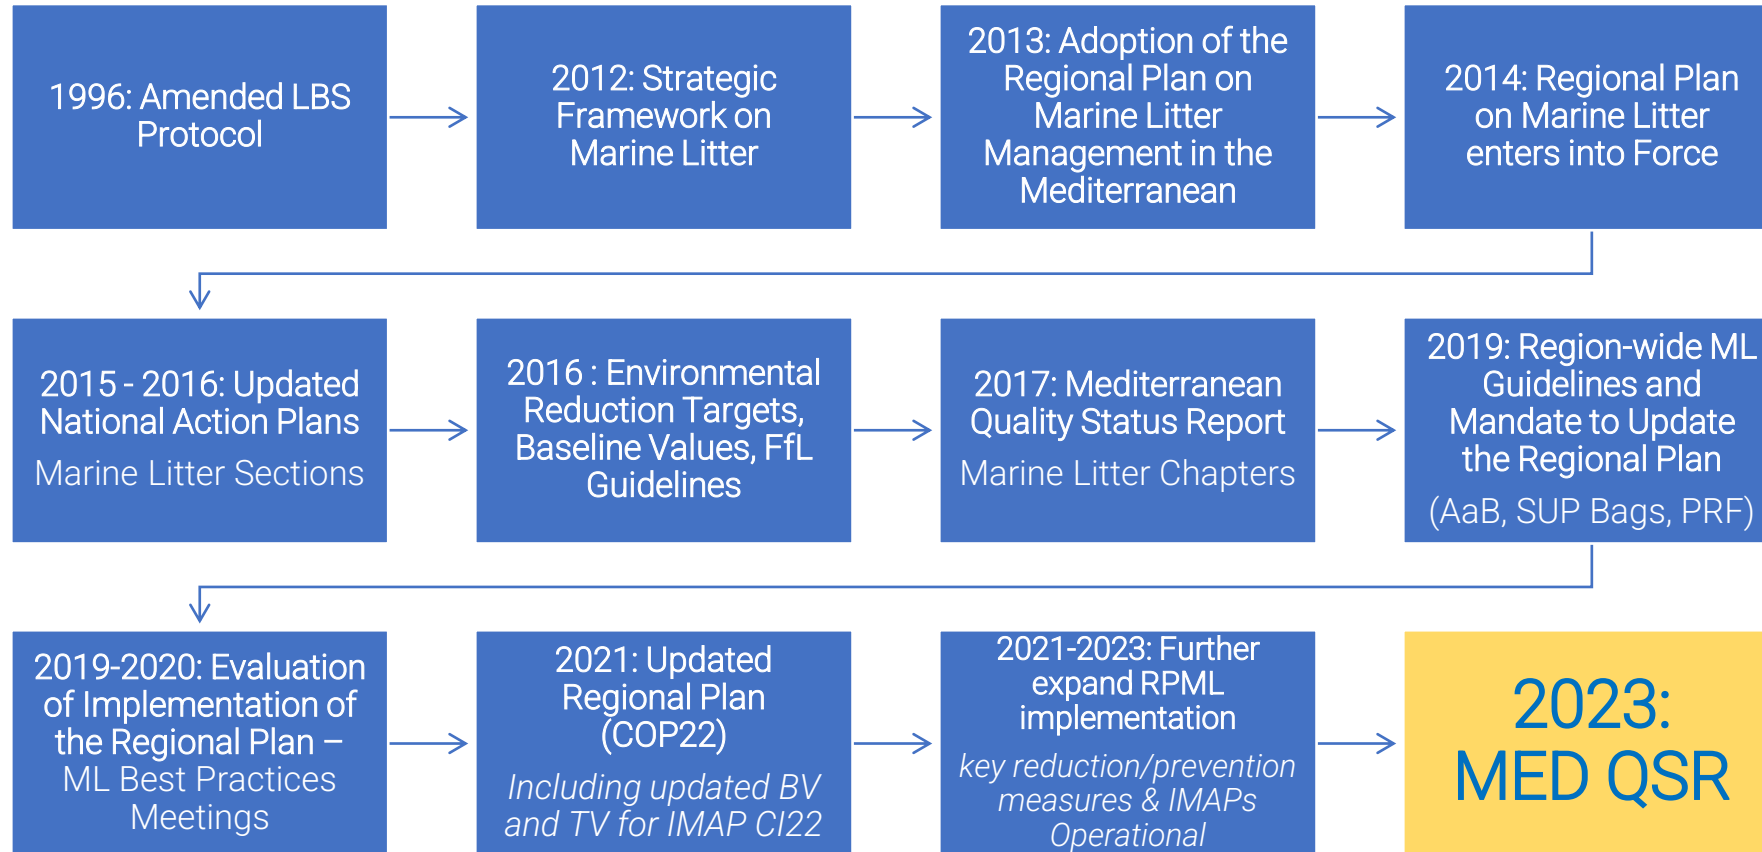 1996: Amended LBS
Protocol
2012: Strategic
Framework on
Marine Litter
2013: Adoption of the
Regional Plan on
Marine Litter
Management in the
Mediterranean
2014: Regional Plan
on Marine Litter
enters into Force
2015 - 2016: Updated
National Action Plans
Marine Litter Sections
2016 : Environmental
Reduction Targets,
Baseline Values, FfL
Guidelines
2017: Mediterranean
Quality Status Report
Marine Litter Chapters
2019: Region-wide ML
Guidelines and
Mandate to Update
the Regional Plan
(AaB, SUP Bags, PRF)
2019-2020: Evaluation
of Implementation of
the Regional Plan –
ML Best Practices
Meetings
2021: Updated
Regional Plan
(COP22)
Including updated BV
and TV for IMAP CI22
2021-2023: Further
expand RPML
implementation
key reduction/prevention
measures & IMAPs
Operational
2023:
MED QSR